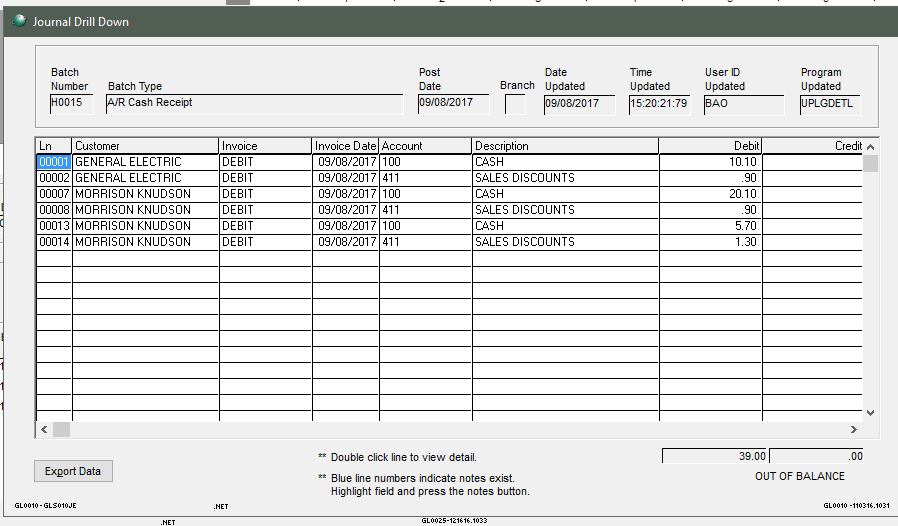 Journal Drill Down
Batch Number Batch Type Post Date Branch Date Updated Time Updated User ID Updated Program Updated
H0015 A/R Cash Receipt 09/08/2017 09/08/2017 15:20:21:79 BAO UPLGDETL
Ln Customer Invoice Invoice Date Account Description Debit Credit
00001 GENERAL ELECTRIC DEBIT 09/08/2017 100 CASH 10.10
00002 GENERAL ELECTRIC DEBIT 09/08/2017 411 SALES DISCOUNTS .90
00007 MORRISON KNUDSON DEBIT 09/08/2017 100 CASH 20.10
00008 MORRISON KNUDSON DEBIT 09/08/2017 411 SALES DISCOUNTS .90
00013 MORRISON KNUDSON DEBIT 09/08/2017 100 CASH 5.70
00014 MORRISON KNUDSON DEBIT 09/08/2017 411 SALES DISCOUNTS 1.30
** Double click line to view detail. 39.00 .00
Export Data ** Blue line numbers indicate notes exist. OUT OF BALANCE
Highlight field and press the notes button.
GL0010 - GLS010JE .NET GL0010 -110316.1031
.NET GL0025-121616.1033